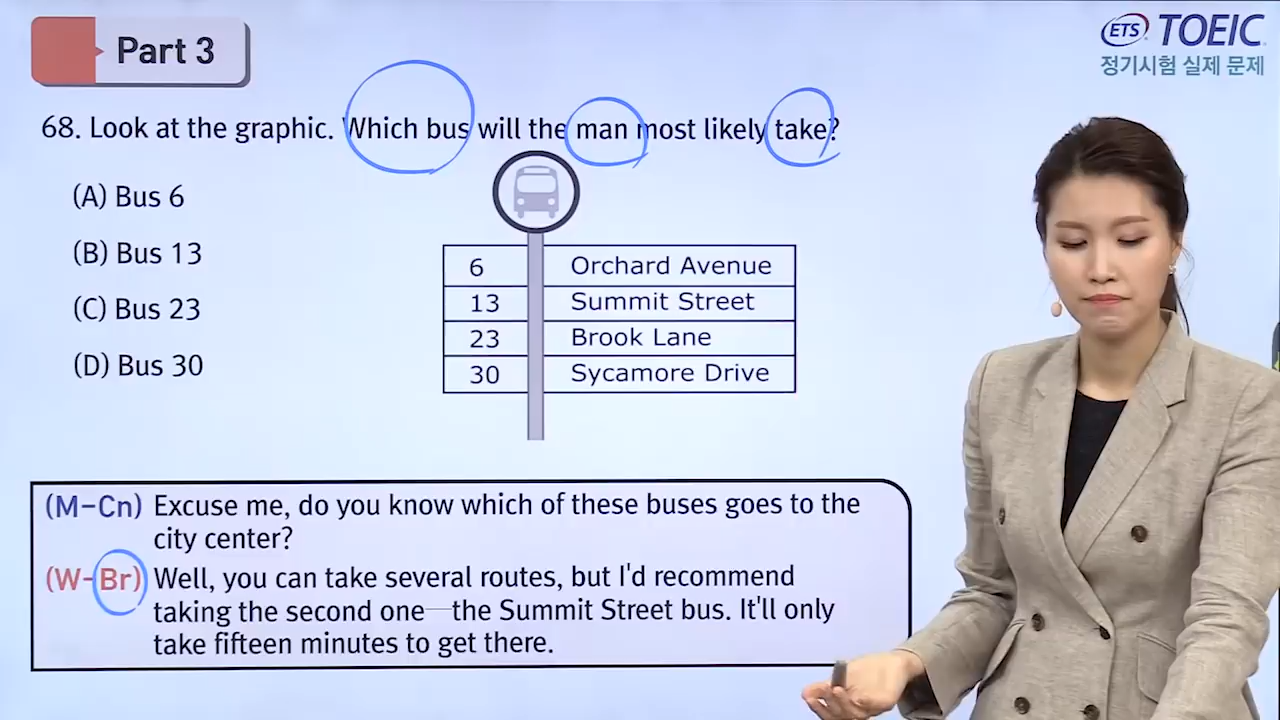 Part 3
ETS TOEIC
정기시험 실제 문제
68. Look at the graphic. Which bus will the man most likely take?
(A) Bus 6
(B) Bus 13
(C) Bus 23
(D) Bus 30
6 Orchard Avenue
13 Summit Street
23 Brook Lane
30 Sycamore Drive
(M-Cn) Excuse me, do you know which of these buses goes to the
city center?
(W-Br) Well, you can take several routes, but I'd recommend
taking the second one—the Summit Street bus. It'll only
take fifteen minutes to get there.